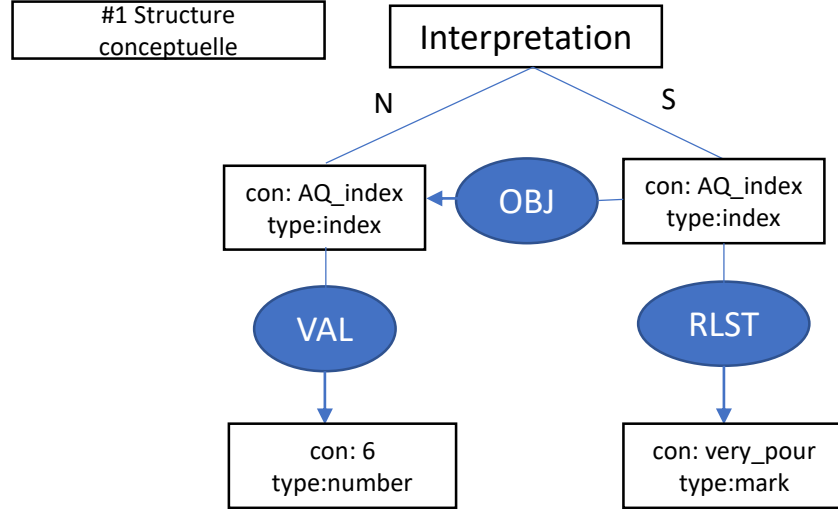 #1 Structure
conceptuelle
Interpretation
N
S
con: AQ_index
type:index
OBJ
con: AQ_index
type:index
VAL
RLST
con: 6
type:number
con: very_pour
type:mark